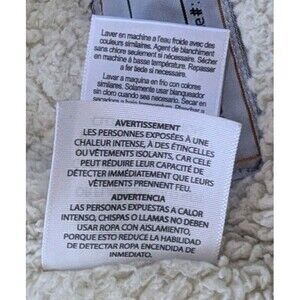 Laver en machine à l'eau froide avec des
couleurs similaires. Agent de blanchiment
sans chlore seulement si nécessaire. Sécher
en machine à basse température. Repasser
à fer tiède si nécessaire.
Lavar a maquina en frio con colores
similares. Solamente usar blanqueador
sin cloro cuando sea necesario. Secar en
AVERTISSEMENT
LES PERSONNES EXPOSÉES À UNE
CHALEUR INTENSE, À DES ÉTINCELLES
OU VÊTEMENTS ISOLANTS, CAR CELE
PEUT RÉDUIRE LEUR CAPACITÉ DE
DÉTECTER IMMÉDIATEMENT QUE LEURS
VÊTEMENTS PRENNENT FEU.
ADVERTENCIA
LAS PERSONAS EXPUESTAS A CALOR
INTENSO, CHISPAS O LLAMAS NO DEBEN
USAR ROPA CON AISLAMIENTO,
PORQUE ESTO REDUCE LA HABILIDAD
DE DETECTAR ROPA ENCENDIDA DE
INMEDIATO.